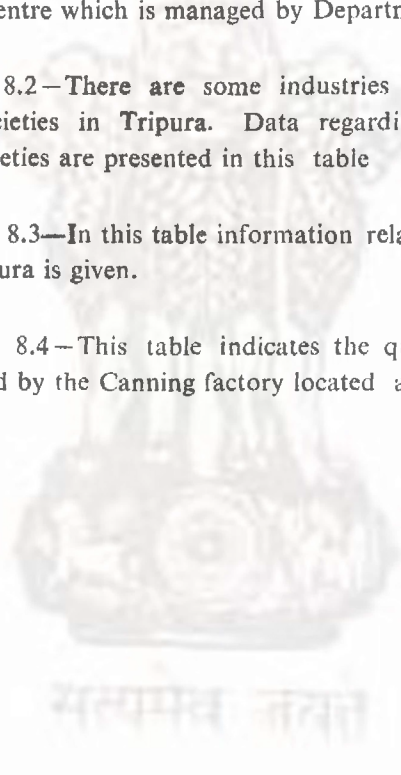 entre which is managed by Departm
8.2—There are some industries
cieties in Tripura. Data regardi
eties are presented in this table
8.3—In this table information rela
ura is given.
8.4—This table indicates the q
d by the Canning factory located a
सत्यमेव जयते